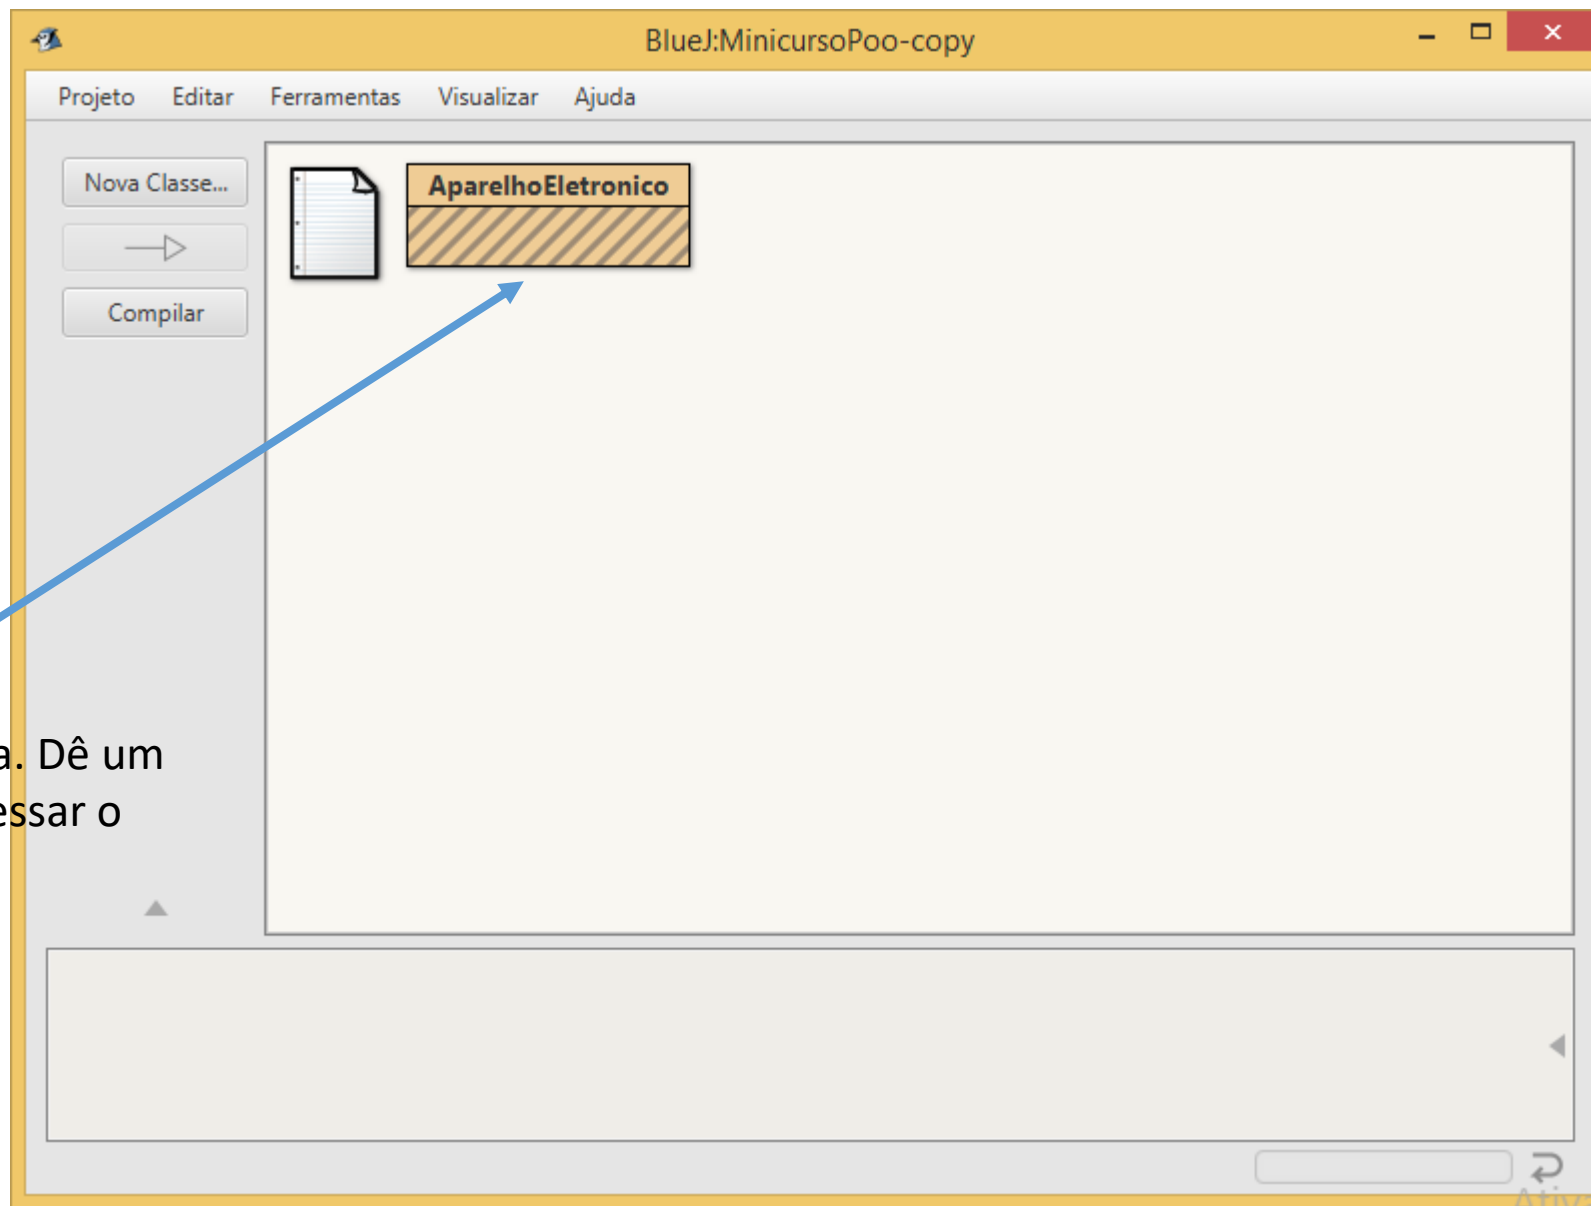 BlueJ:MinicursoPoo-copy
Projeto Editar Ferramentas Visualizar Ajuda
Nova Classe...
AparelhoEletronico
Compilar
a. Dê um
essar o